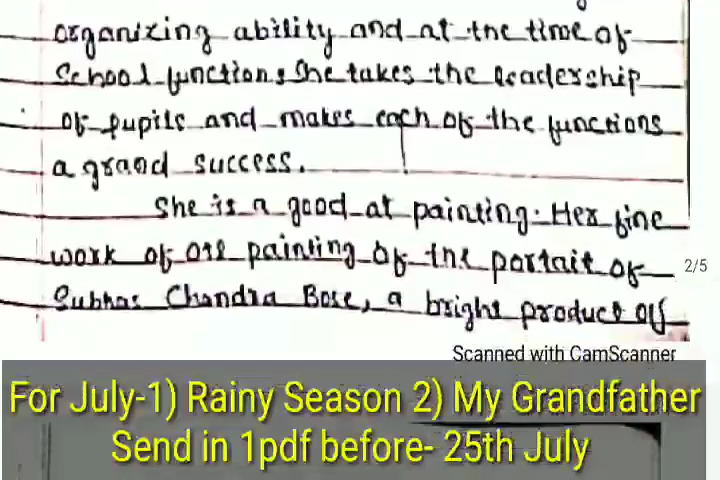 organizing ability and at the time of
School functions She takes the leadership
of pupils and makes each of the functions
a grand success.
She is a good at painting. Her fine
work of oil painting of the portait of
2/5
Subhas Chandra Bose, a bright product of
Scanned with CamScanner
For July-1) Rainy Season 2) My Grandfather
Send in 1pdf before- 25th July